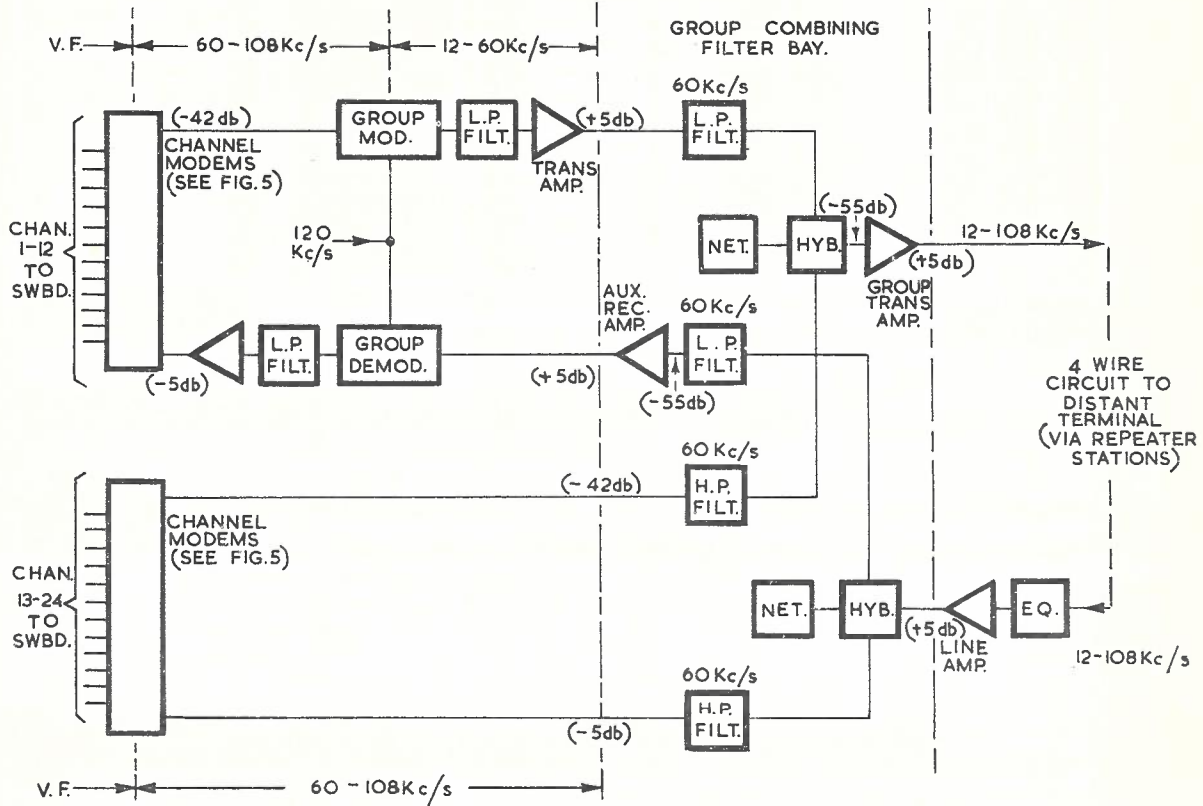 V.F.
60-108Kc/s
12-60Kc/s
GROUP COMBINING
FILTER BAY.
(-42db)
CHANNEL
MODEMS
(SEE FIG.5)
GROUP
MOD.
L.P.
FILT.
TRANS
AMP.
(+5db)
60Kc/s
L.P.
FILT.
CHAN.
1-12
TO
SWBD.
120
Kc/s
NET.
HYB.
(-55db)
(+5db)
GROUP
TRANS
AMP.
12-108Kc/s
AUX.
REC.
AMP.
60Kc/s
L.P.
FILT.
(-5db)
L.P.
FILT.
GROUP
DEMOD.
(+5db)
(-55db)
4 WIRE
CIRCUIT TO
DISTANT
TERMINAL
(VIA REPEATER
STATIONS)
60Kc/s
(-42db)
H.P.
FILT.
CHANNEL
MODEMS
(SEE FIG.5)
CHAN.
13-24
TO
SWBD.
NET.
HYB.
(+5db)
LINE
AMP.
EQ.
12-108Kc/s
60Kc/s
H.P.
FILT.
(-5db)
V.F.
60-108Kc/s